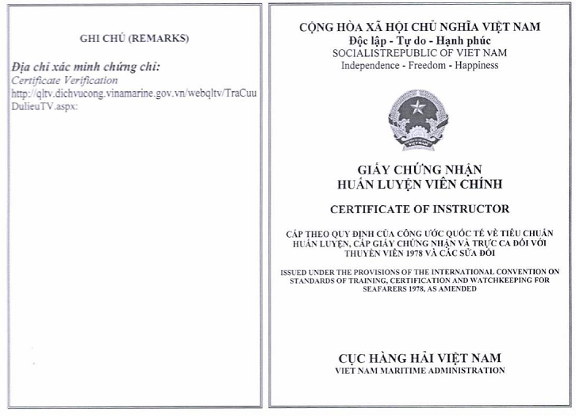 GHI CHÚ (REMARKS)
Địa chỉ xác minh chứng chỉ:
Certificate Verification
http://qltv.dichvucong.vinamarine.gov.vn/webqltv/TraCuu
DulieuTV.aspx:
CỘNG HÒA XÃ HỘI CHỦ NGHĨA VIỆT NAM
Độc lập - Tự do - Hạnh phúc
SOCIALISTREPUBLIC OF VIET NAM
Independence - Freedom - Happiness
GIẤY CHỨNG NHẬN
HUẤN LUYỆN VIÊN CHÍNH
CERTIFICATE OF INSTRUCTOR
CẤP THEO QUY ĐỊNH CỦA CÔNG ƯỚC QUỐC TẾ VỀ TIÊU CHUẨN
HUẤN LUYỆN, CẤP GIẤY CHỨNG NHẬN VÀ TRỰC CA ĐỐI VỚI
THUYỀN VIÊN 1978 VÀ CÁC SỬA ĐỔI
ISSUED UNDER THE PROVISIONS OF THE INTERNATIONAL CONVENTION ON
STANDARDS OF TRAINING, CERTIFICATION AND WATCHKEEPING FOR
SEAFARERS 1978, AS AMENDED
CỤC HÀNG HẢI VIỆT NAM
VIET NAM MARITIME ADMINISTRATION